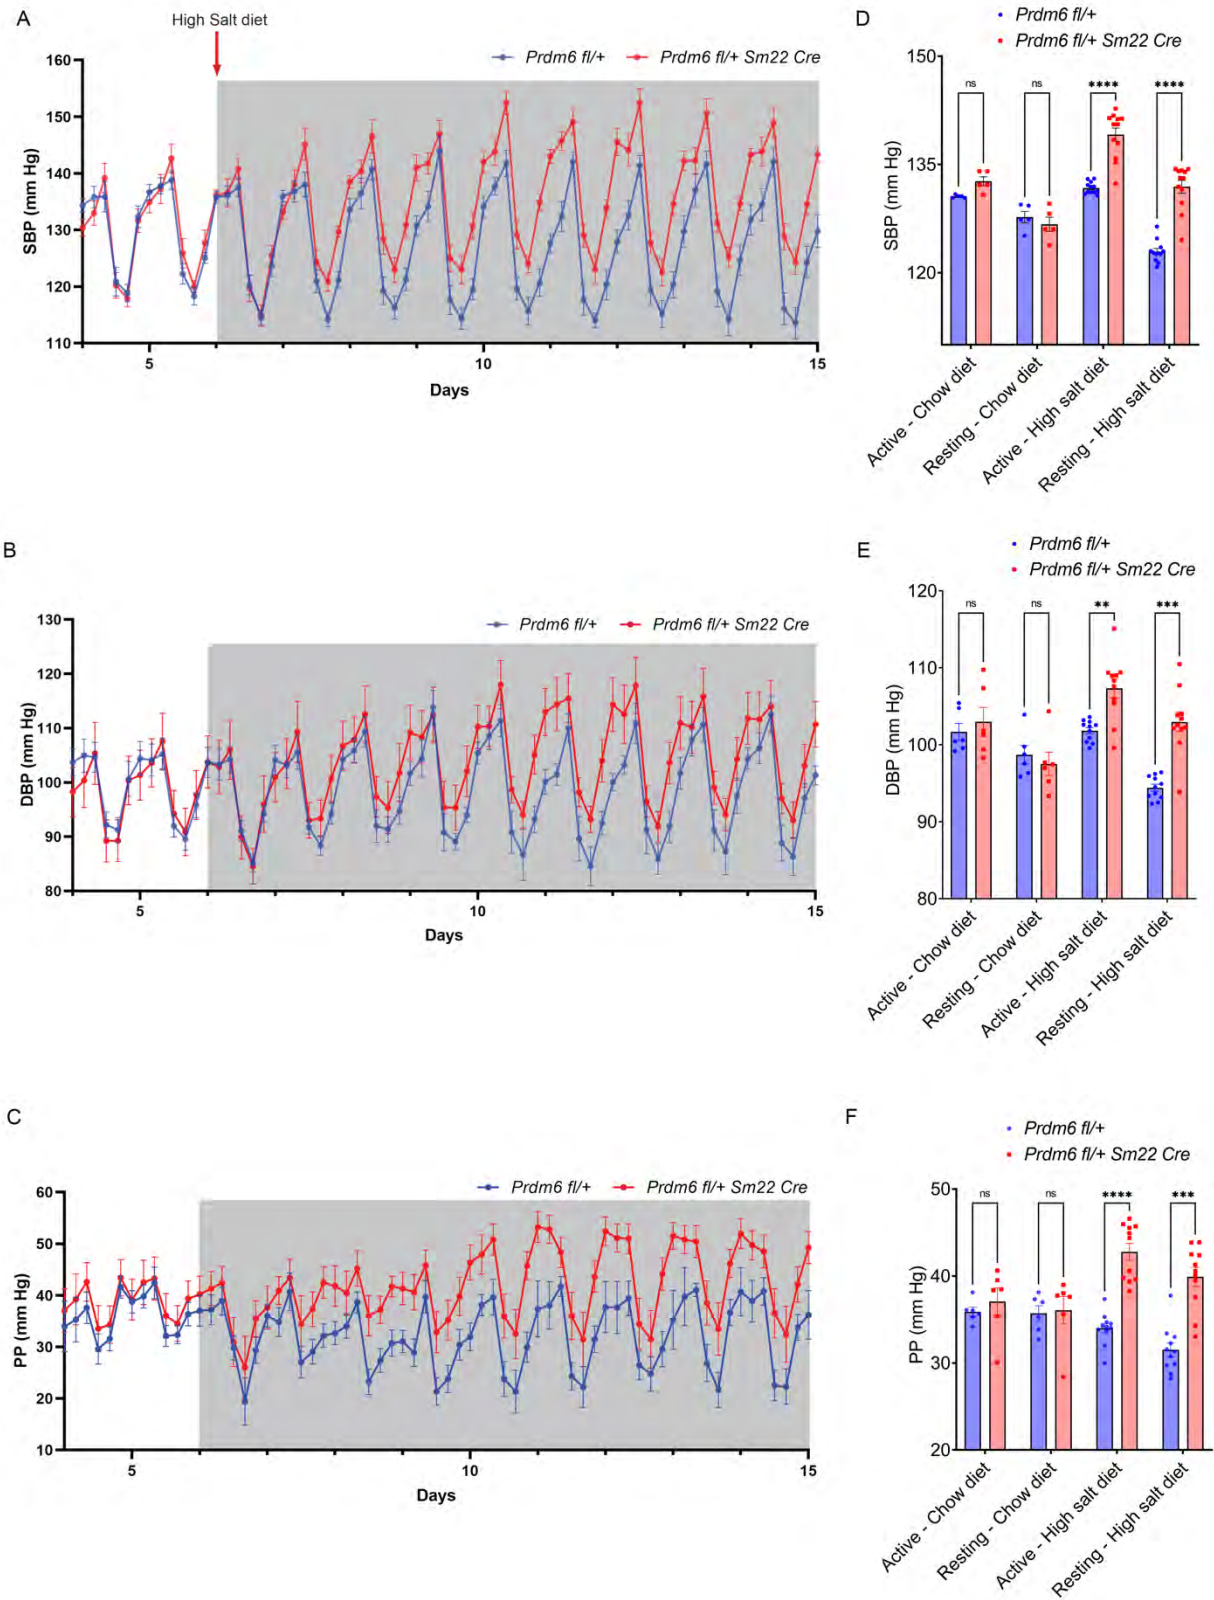 A
High Salt diet
Prdm6 fl/+
Prdm6 fl/+ Sm22 Cre
SBP (mm Hg)
160
150
140
130
120
110
5
10
15
Days
D
Prdm6 fl/+
Prdm6 fl/+ Sm22 Cre
SBP (mm Hg)
150
135
120
ns
ns
****
****
Active - Chow diet
Resting - Chow diet
Active - High salt diet
Resting - High salt diet
B
Prdm6 fl/+
Prdm6 fl/+ Sm22 Cre
DBP (mm Hg)
130
120
110
100
90
80
5
10
15
Days
E
Prdm6 fl/+
Prdm6 fl/+ Sm22 Cre
DBP (mm Hg)
120
110
100
90
80
ns
ns
**
***
Active - Chow diet
Resting - Chow diet
Active - High salt diet
Resting - High salt diet
C
Prdm6 fl/+
Prdm6 fl/+ Sm22 Cre
PP (mm Hg)
60
50
40
30
20
10
5
10
15
Days
F
Prdm6 fl/+
Prdm6 fl/+ Sm22 Cre
PP (mm Hg)
50
40
30
20
ns
ns
****
***
Active - Chow diet
Resting - Chow diet
Active - High salt diet
Resting - High salt diet